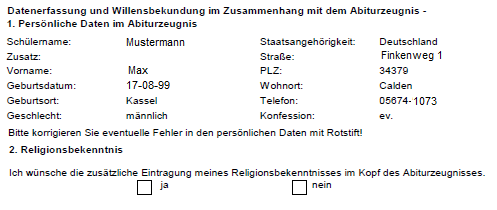 Datenerfassung und Willensbekundung im Zusammenhang mit dem Abiturzeugnis -
1. Persönliche Daten im Abiturzeugnis
Schülername: Mustermann Staatsangehörigkeit: Deutschland
Zusatz: Straße: Finkenweg 1
Vorname: Max PLZ: 34379
Geburtsdatum: 17-08-99 Wohnort: Calden
Geburtsort: Kassel Telefon: 05674-1073
Geschlecht: männlich Konfession: ev.
Bitte korrigieren Sie eventuelle Fehler in den persönlichen Daten mit Rotstift!
2. Religionsbekenntnis
Ich wünsche die zusätzliche Eintragung meines Religionsbekenntnisses im Kopf des Abiturzeugnisses.
ja nein